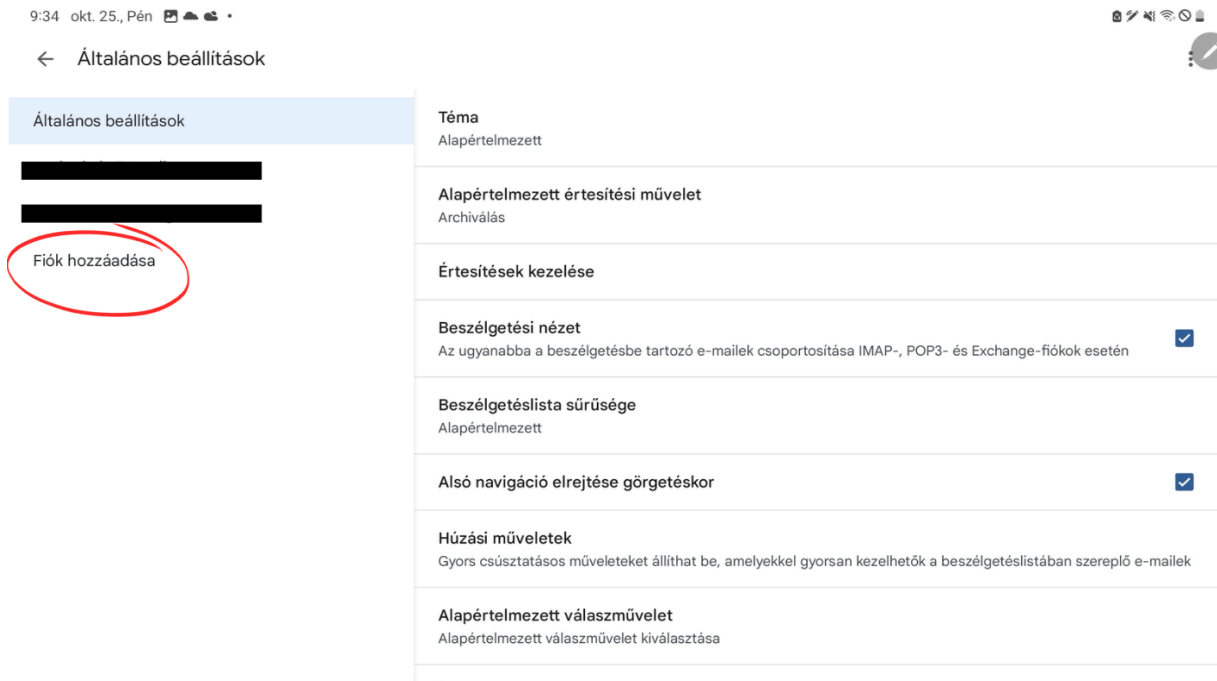 9:34 okt. 25., Pén
Általános beállítások
Általános beállítások
Fiók hozzáadása
Téma
Alapértelmezett
Alapértelmezett értesítési művelet
Archiválás
Értesítések kezelése
Beszélgetési nézet
Az ugyanabba a beszélgetésbe tartozó e-mailek csoportosítása IMAP-, POP3- és Exchange-fiókok esetén
Beszélgetéslista sűrűsége
Alapértelmezett
Alsó navigáció elrejtése görgetéskor
Húzási műveletek
Gyors csúsztatásos műveleteket állíthat be, amelyekkel gyorsan kezelhetők a beszélgetéslistában szereplő e-mailek
Alapértelmezett válaszművelet
Alapértelmezett válaszművelet kiválasztása